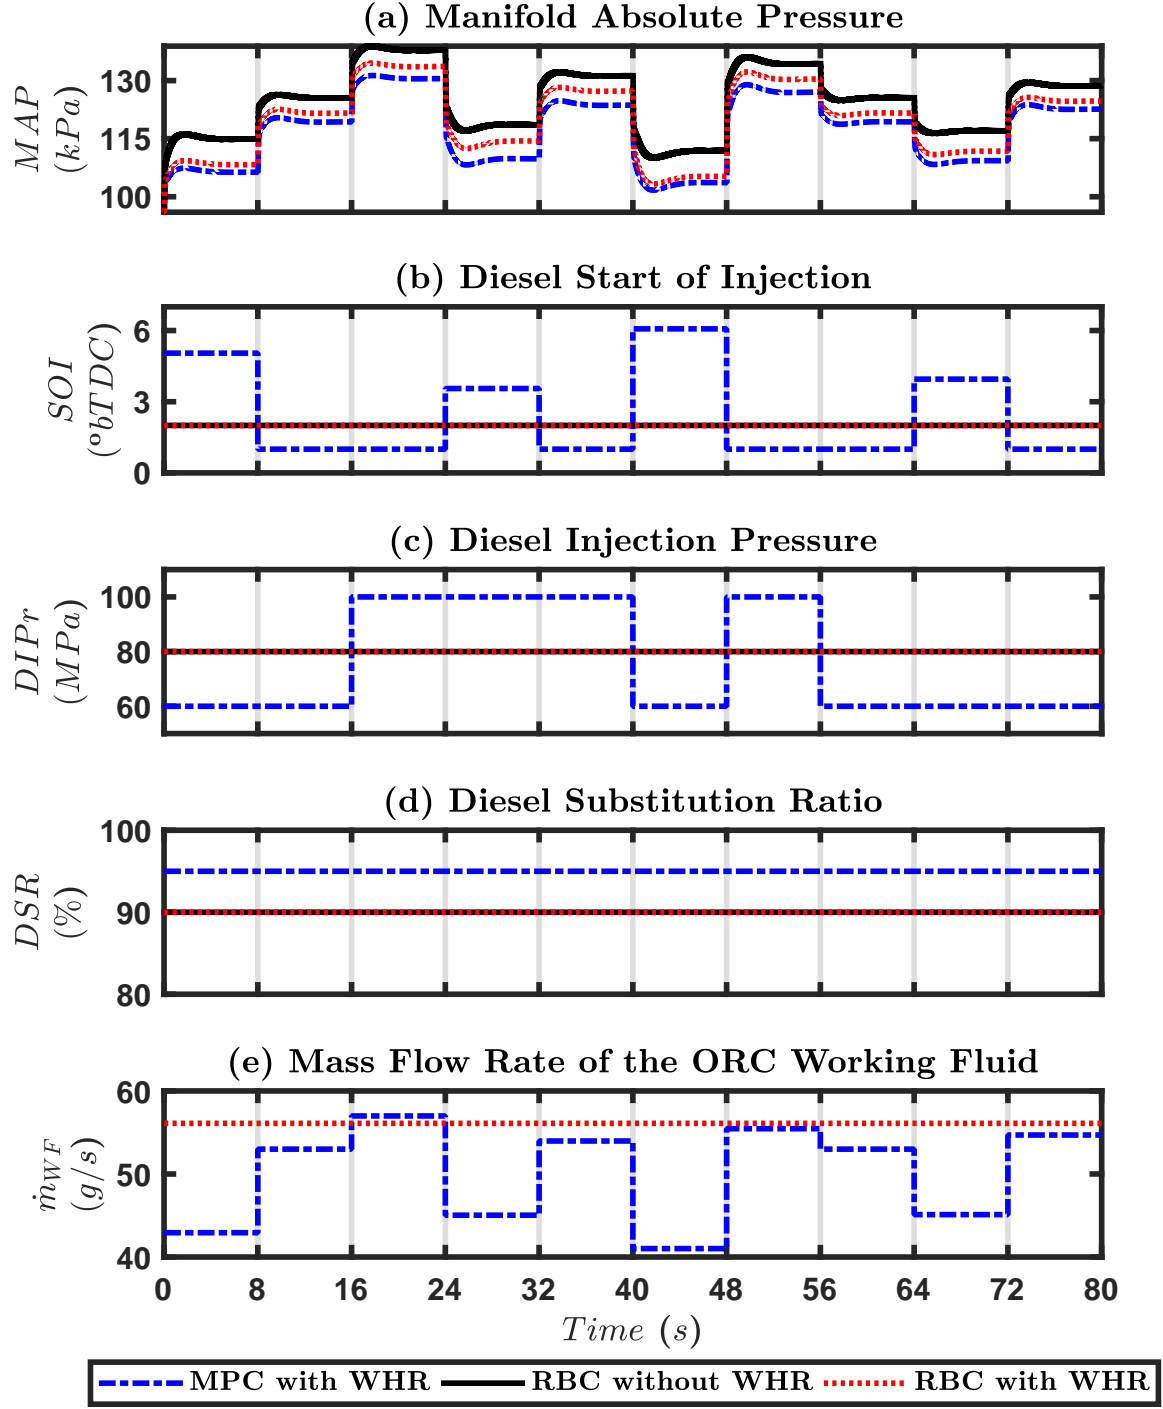 (a) Manifold Absolute Pressure
MAP
(kPa)
130
115
100
(b) Diesel Start of Injection
SOI
(°bTDC)
6
3
0
(c) Diesel Injection Pressure
DIPr
(MPa)
100
80
60
(d) Diesel Substitution Ratio
DSR
(%)
100
90
80
(e) Mass Flow Rate of the ORC Working Fluid
ṁWF
(g/s)
60
50
40
0 8 16 24 32 40 48 56 64 72 80
Time (s)
MPC with WHR RBC without WHR RBC with WHR